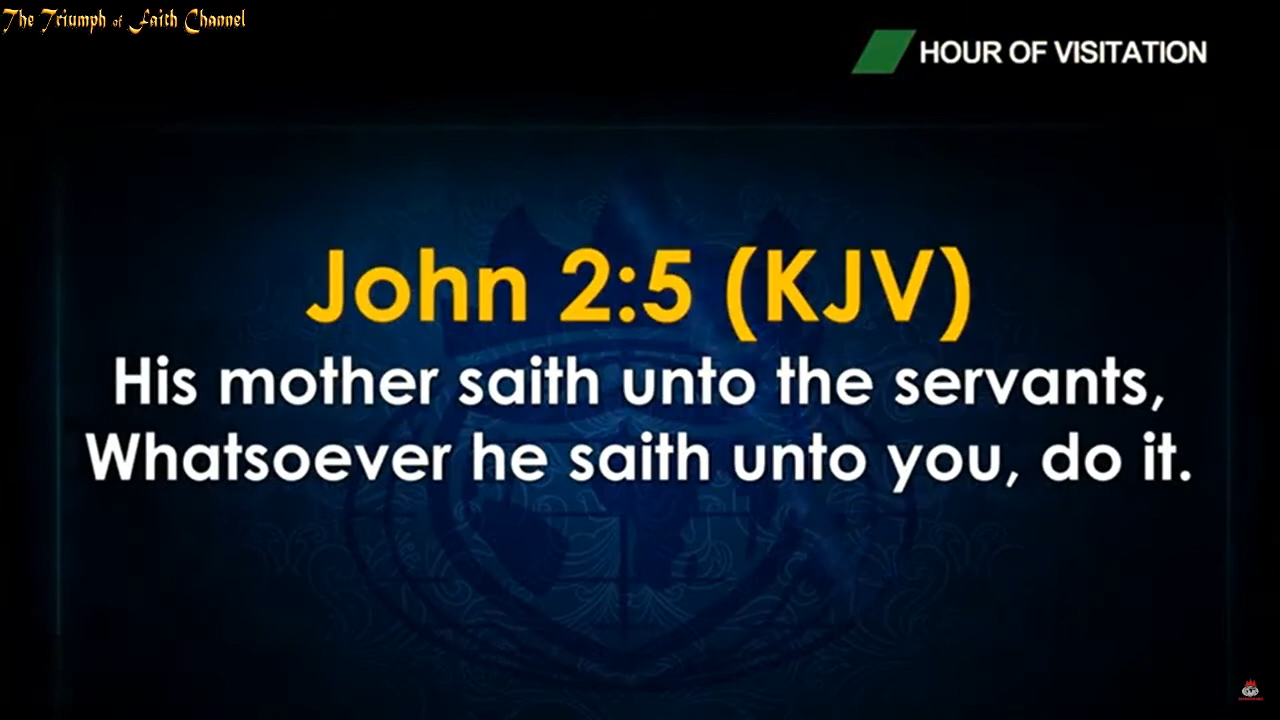 The Triumph of Faith Channel
HOUR OF VISITATION
John 2:5 (KJV)
His mother saith unto the servants,
Whatsoever he saith unto you, do it.